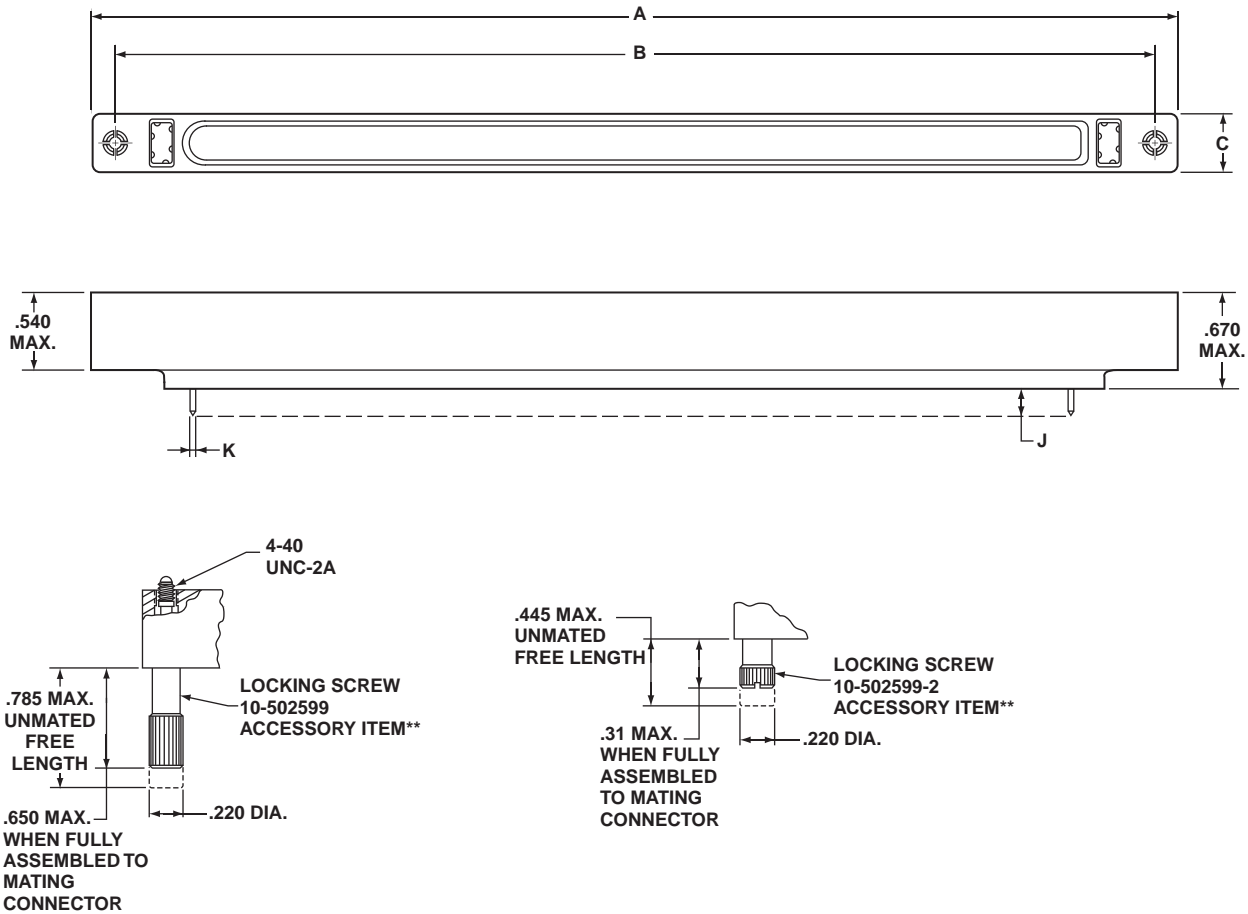 A
B
C
.540
MAX.
.670
MAX.
K
J
4-40
UNC-2A
.785 MAX.
UNMATED
FREE
LENGTH
LOCKING SCREW
10-502599
ACCESSORY ITEM**
.220 DIA.
.650 MAX.
WHEN FULLY
ASSEMBLED TO
MATING
CONNECTOR
.445 MAX.
UNMATED
FREE LENGTH
LOCKING SCREW
10-502599-2
ACCESSORY ITEM**
.31 MAX.
WHEN FULLY
ASSEMBLED
TO MATING
CONNECTOR
.220 DIA.